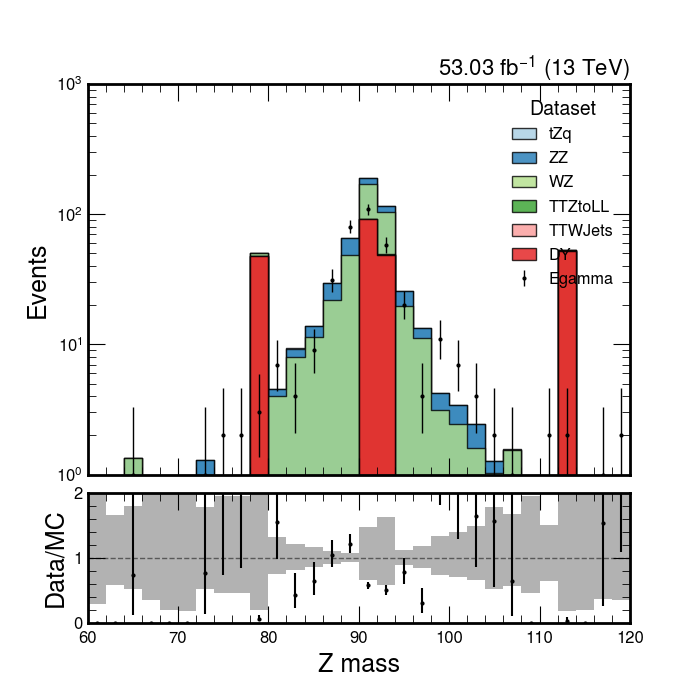 53.03 fb⁻¹ (13 TeV)
10³
10²
10¹
10⁰
Events
Dataset
tZq
ZZ
WZ
TTZtoLL
TTWJets
DY
Egamma
2
1
0
Data/MC
60 70 80 90 100 110 120
Z mass